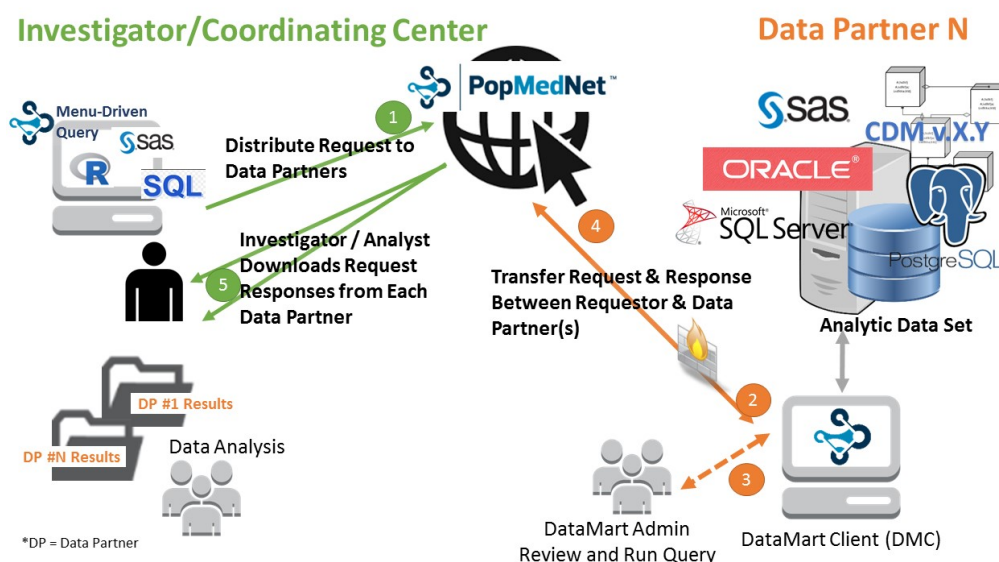 Investigator/Coordinating Center
Data Partner N
PopMedNet™
Menu-Driven
Query
sas
R
SQL
1
Distribute Request to
Data Partners
Investigator / Analyst
Downloads Request
Responses from Each
Data Partner
5
4
Transfer Request & Response
Between Requestor & Data
Partner(s)
sas
CDM v.X.Y
ORACLE®
Microsoft®
SQL Server
PostgreSQL
Analytic Data Set
2
3
DP #1 Results
DP #N Results
Data Analysis
DataMart Admin
Review and Run Query
DataMart Client (DMC)
*DP = Data Partner